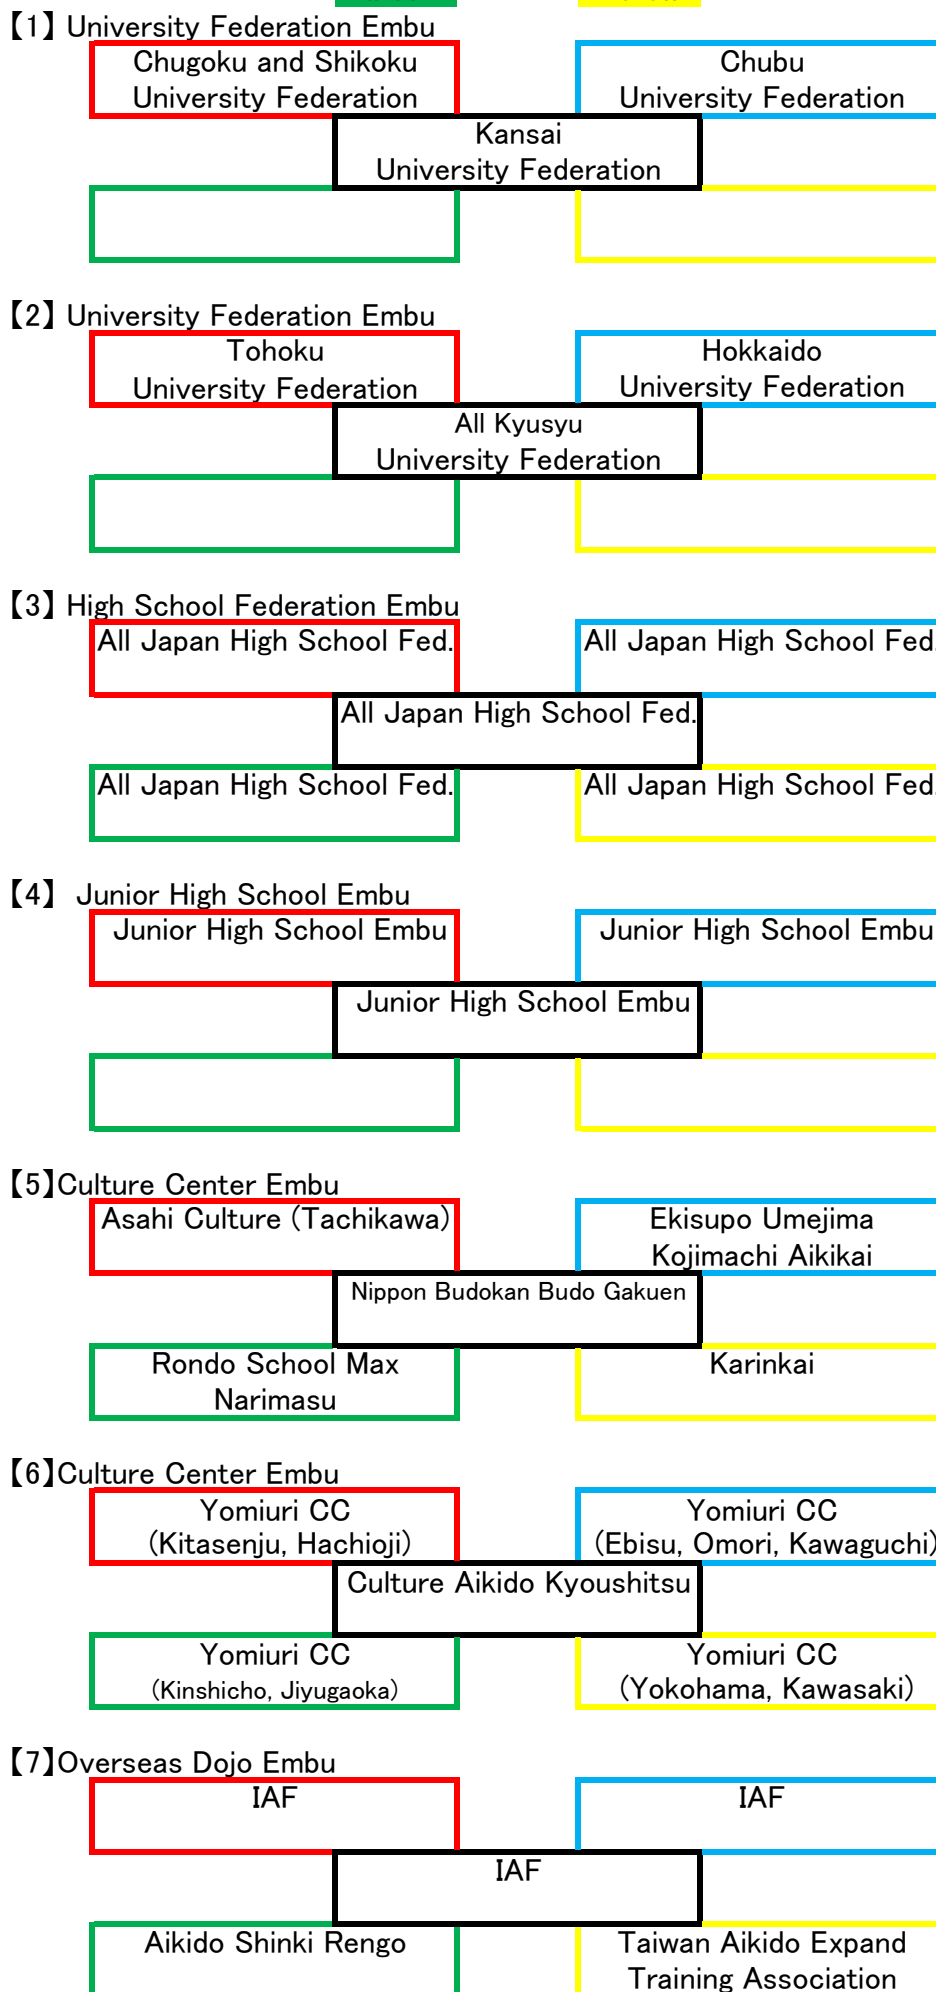 【1】 University Federation Embu
Chugoku and Shikoku
University Federation
Chubu
University Federation
Kansai
University Federation
【2】 University Federation Embu
Tohoku
University Federation
Hokkaido
University Federation
All Kyusyu
University Federation
【3】 High School Federation Embu
All Japan High School Fed.
All Japan High School Fed.
All Japan High School Fed.
All Japan High School Fed.
All Japan High School Fed.
【4】 Junior High School Embu
Junior High School Embu
Junior High School Embu
Junior High School Embu
【5】Culture Center Embu
Asahi Culture (Tachikawa)
Ekisupo Umejima
Kojimachi Aikikai
Nippon Budokan Budo Gakuen
Rondo School Max
Narimasu
Karinkai
【6】Culture Center Embu
Yomiuri CC
(Kitasenju, Hachioji)
Yomiuri CC
(Ebisu, Omori, Kawaguchi)
Culture Aikido Kyoushitsu
Yomiuri CC
(Kinshicho, Jiyugaoka)
Yomiuri CC
(Yokohama, Kawasaki)
【7】Overseas Dojo Embu
IAF
IAF
IAF
Aikido Shinki Rengo
Taiwan Aikido Expand
Training Association